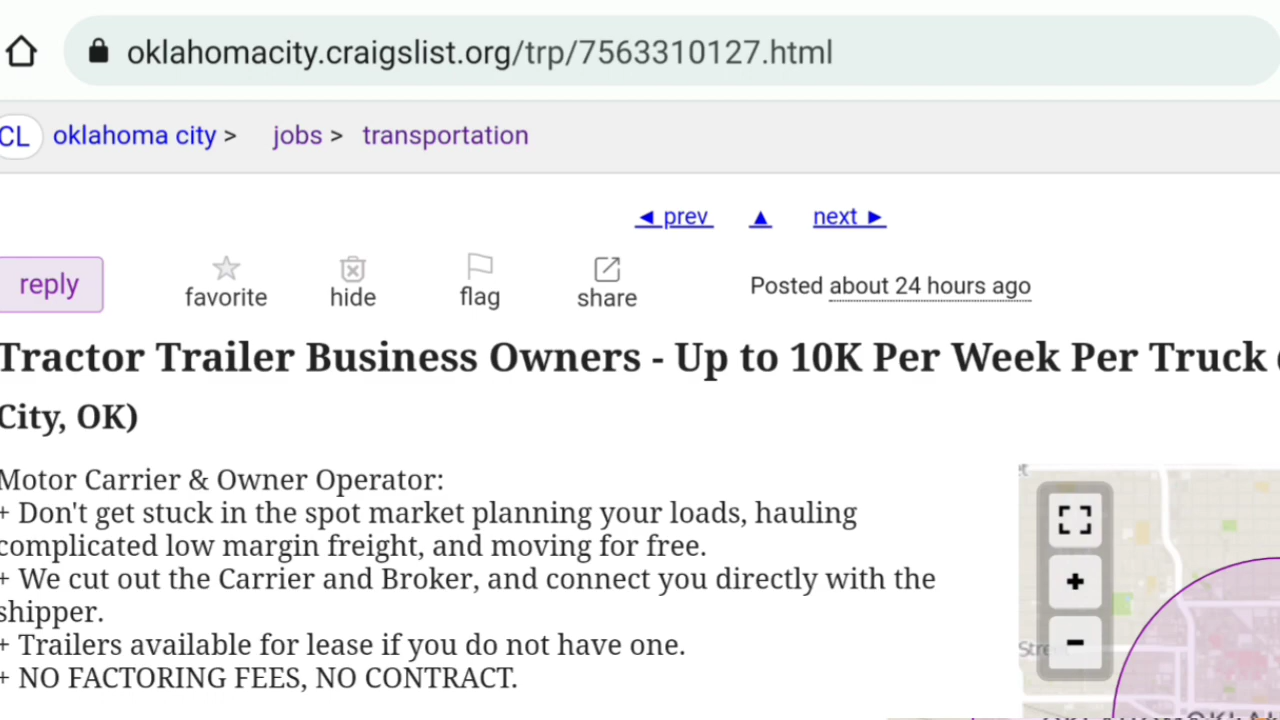 oklahomacity.craigslist.org/trp/7563310127.html
CL oklahoma city > jobs > transportation
◄ prev ▲ next ►
reply favorite hide flag share Posted about 24 hours ago
Tractor Trailer Business Owners - Up to 10K Per Week Per Truck (
City, OK)
Motor Carrier & Owner Operator:
+ Don't get stuck in the spot market planning your loads, hauling
complicated low margin freight, and moving for free.
+ We cut out the Carrier and Broker, and connect you directly with the
shipper.
+ Trailers available for lease if you do not have one.
+ NO FACTORING FEES, NO CONTRACT.